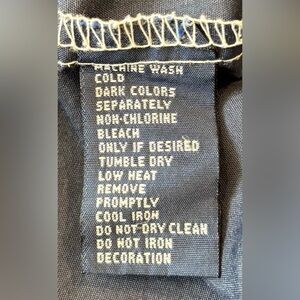 MACHINE WASH
COLD
DARK COLORS
SEPARATELY
NON-CHLORINE
BLEACH
ONLY IF DESIRED
TUMBLE DRY
LOW HEAT
REMOVE
PROMPTLY
COOL IRON
DO NOT DRY CLEAN
DO NOT IRON
DECORATION